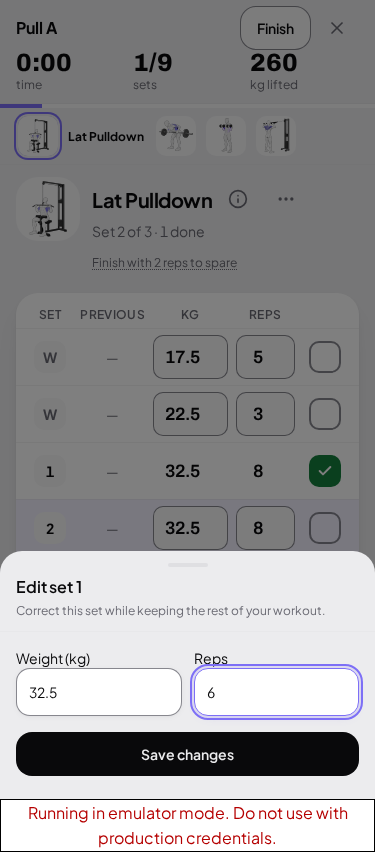 Pull A
Finish
0:00 1/9 260
time sets kg lifted
Lat Pulldown
Lat Pulldown
Set 2 of 3 · 1 done
Finish with 2 reps to spare
SET PREVIOUS KG REPS
W — 17.5 5
W — 22.5 3
1 — 32.5 8
2 — 32.5 8
Edit set 1
Correct this set while keeping the rest of your workout.
Weight (kg) Reps
32.5 6
Save changes
Running in emulator mode. Do not use with
production credentials.